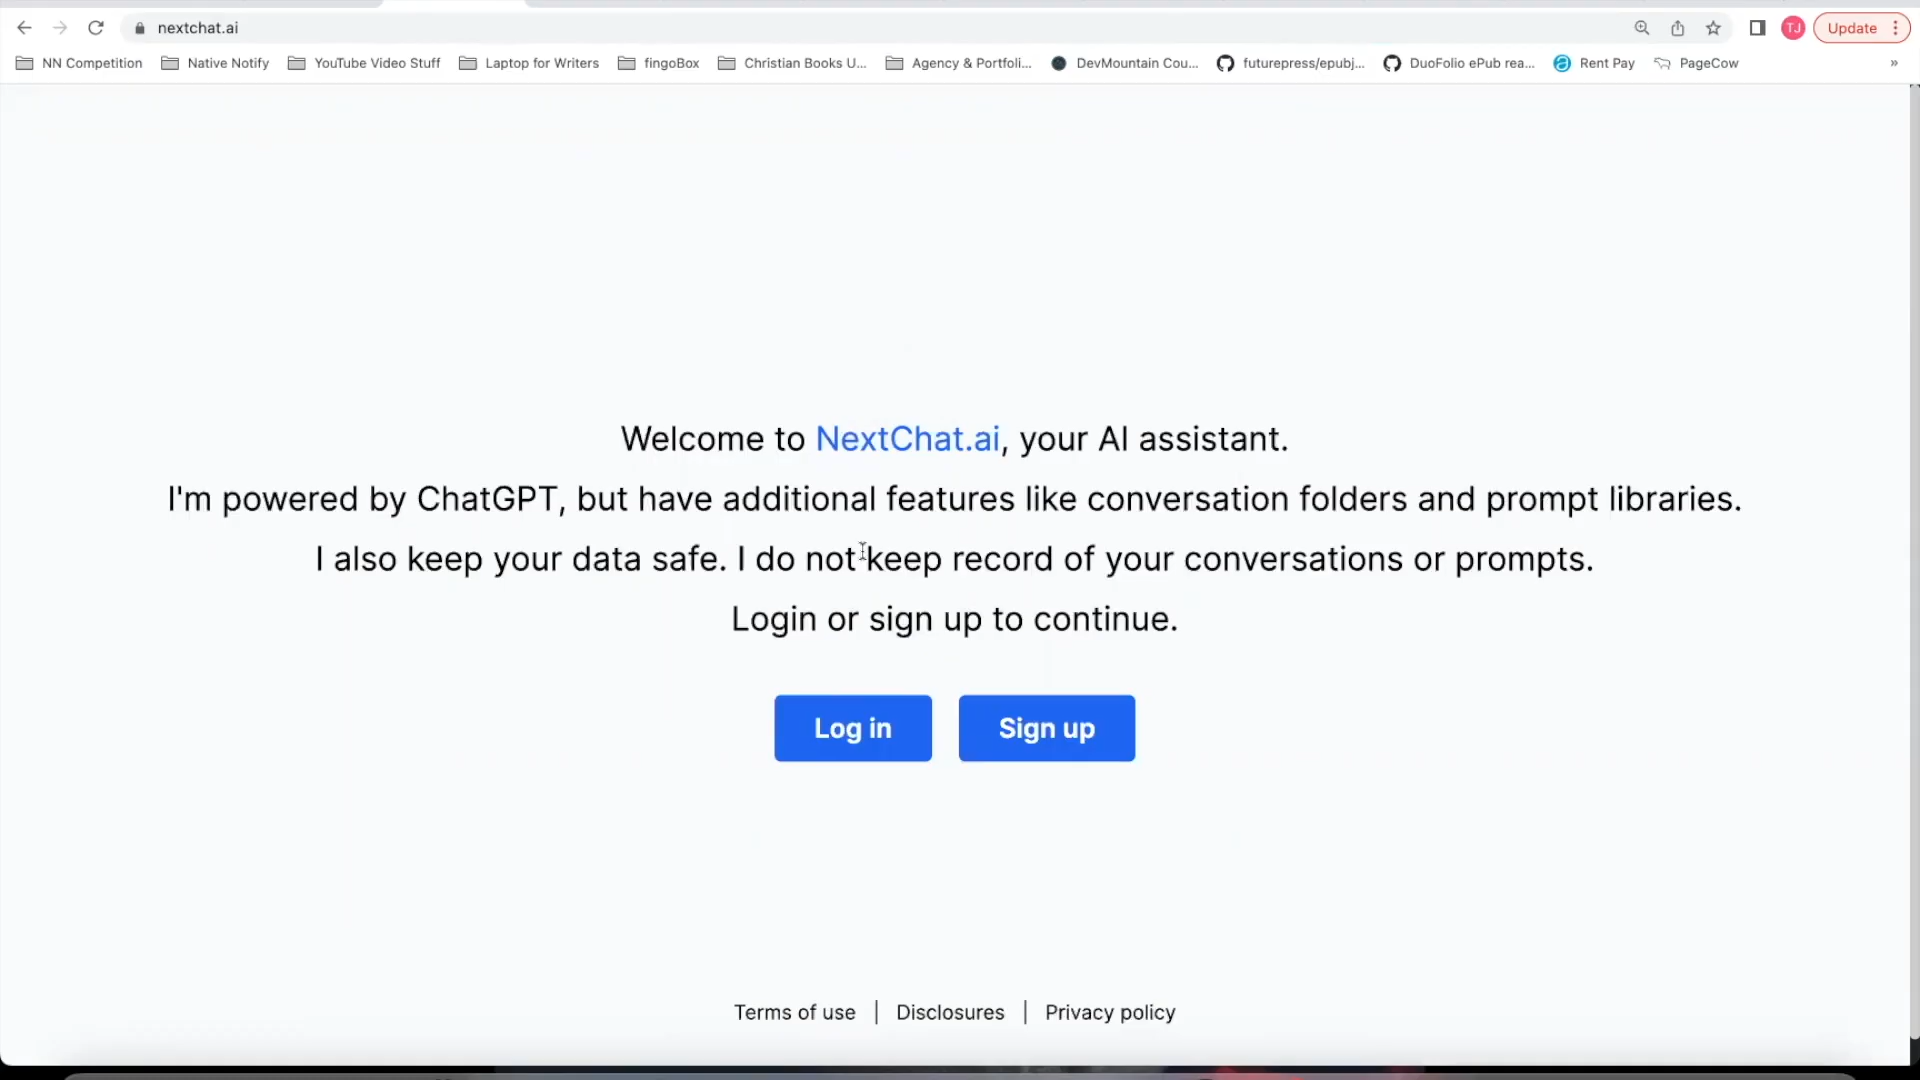 nextchat.ai
TJ
Update
NN Competition
Native Notify
YouTube Video Stuff
Laptop for Writers
fingoBox
Christian Books U...
Agency & Portfoli...
DevMountain Cou...
futurepress/epubj...
DuoFolio ePub rea...
Rent Pay
PageCow
»
Welcome to NextChat.ai, your AI assistant.
I'm powered by ChatGPT, but have additional features like conversation folders and prompt libraries.
I also keep your data safe. I do not keep record of your conversations or prompts.
Login or sign up to continue.
Log in
Sign up
Terms of use | Disclosures | Privacy policy